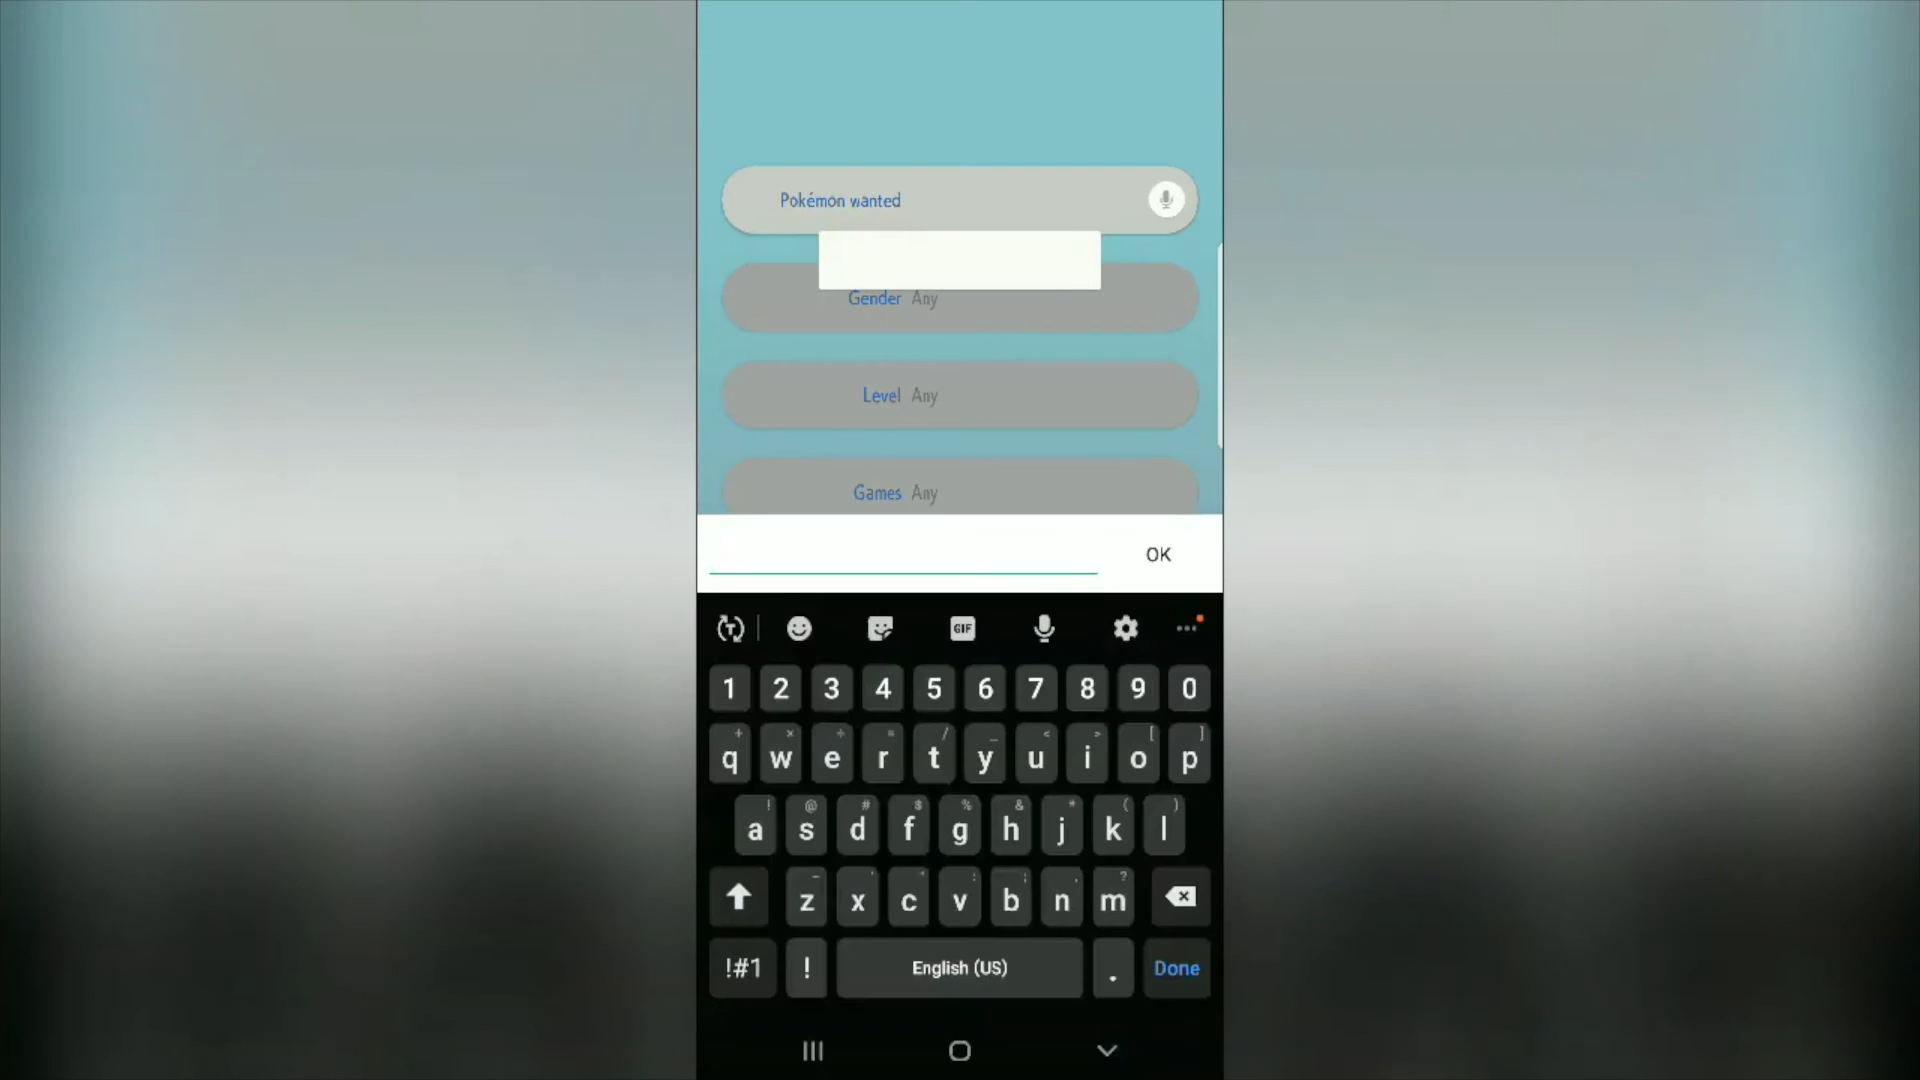 Pokémon wanted
Gender Any
Level Any
Games Any
OK
GIF
1 2 3 4 5 6 7 8 9 0
q w e r t y u i o p
a s d f g h j k l
z x c v b n m
!#1 ! English (US) . Done